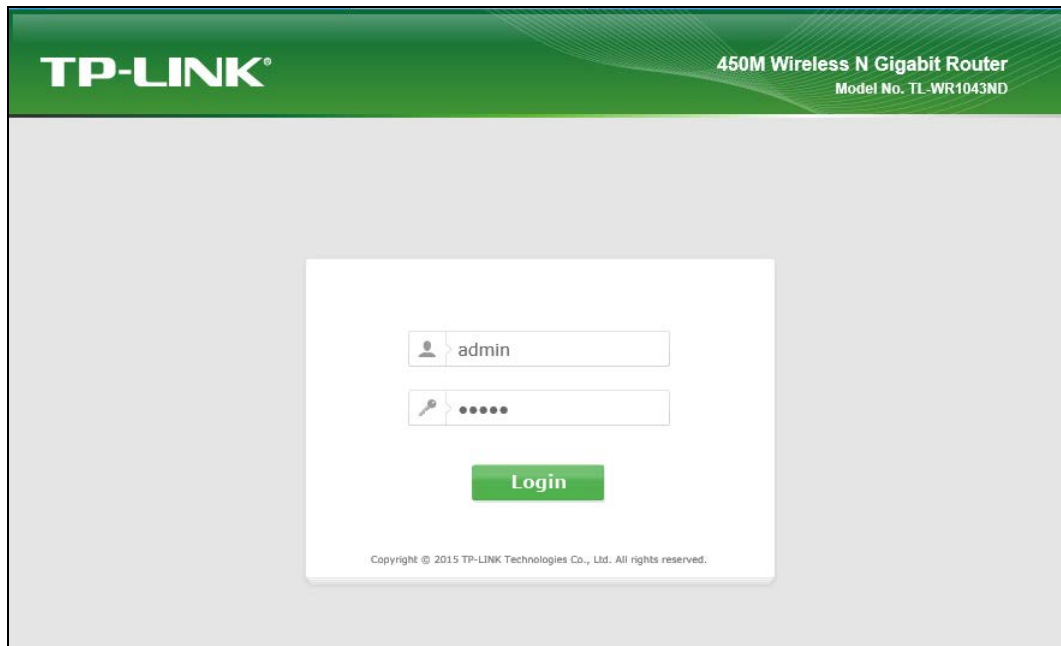 TP-LINK®
450M Wireless N Gigabit Router
Model No. TL-WR1043ND
admin
●●●●●
Login
Copyright © 2015 TP-LINK Technologies Co., Ltd. All rights reserved.